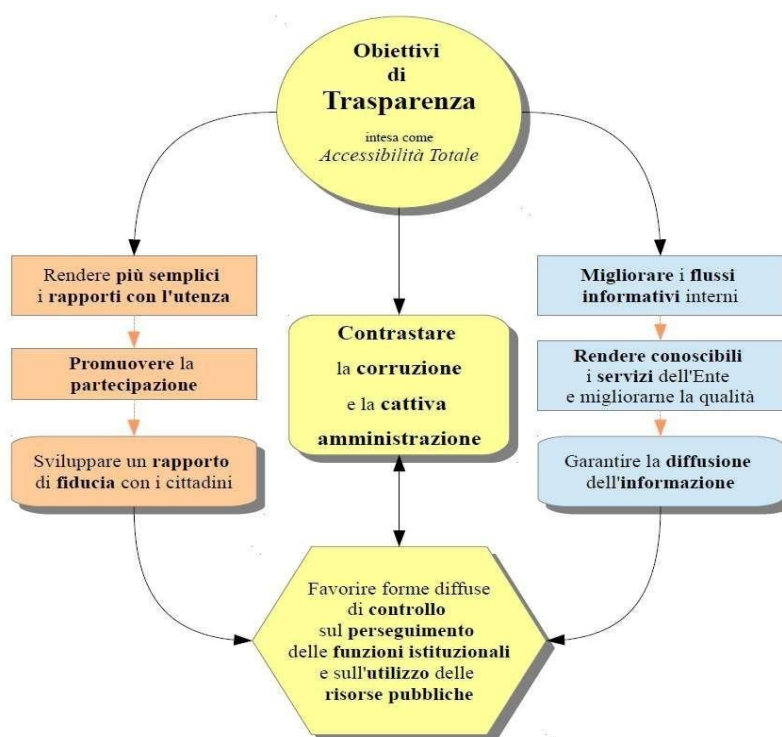 Obiettivi
di
Trasparenza
intesa come
Accessibilità Totale
Rendere più semplici
i rapporti con l'utenza
Promuovere la
partecipazione
Sviluppare un rapporto
di fiducia con i cittadini
Contrastare
la corruzione
e la cattiva
amministrazione
Migliorare i flussi
informativi interni
Rendere conoscibili
i servizi dell'Ente
e migliorarne la qualità
Garantire la diffusione
dell'informazione
Favorire forme diffuse
di controllo
sul perseguimento
delle funzioni istituzionali
e sull'utilizzo delle
risorse pubbliche